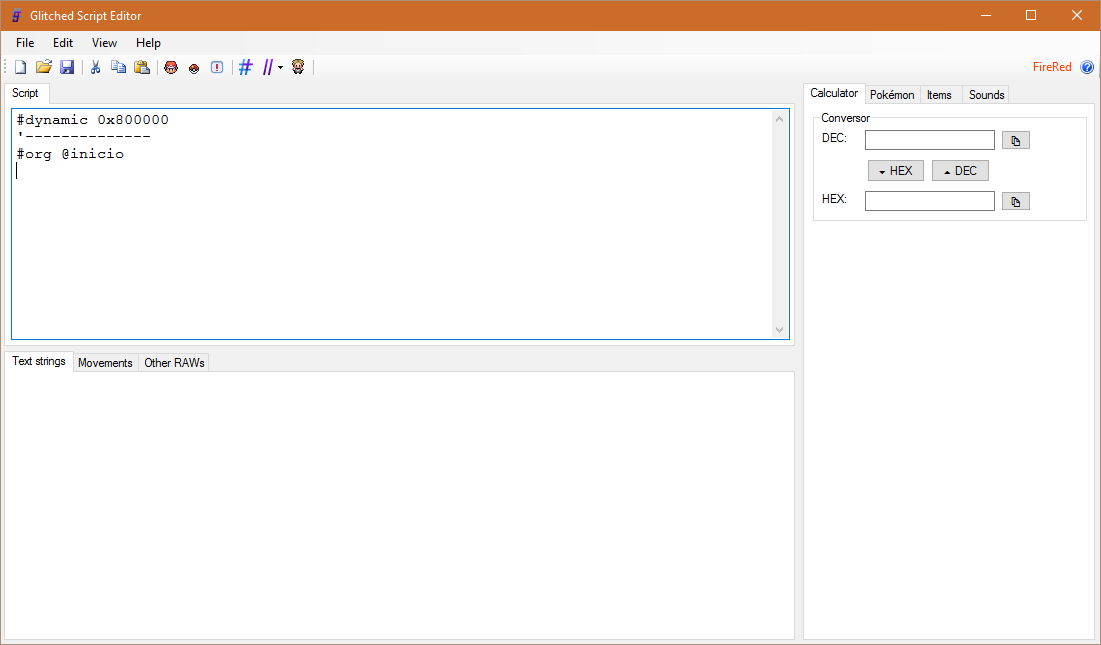 Glitched Script Editor
File Edit View Help
FireRed
Script
#dynamic 0x800000
'--------------
#org @inicio
Text strings Movements Other RAWs
Calculator Pokémon Items Sounds
Conversor
DEC:
HEX DEC
HEX: